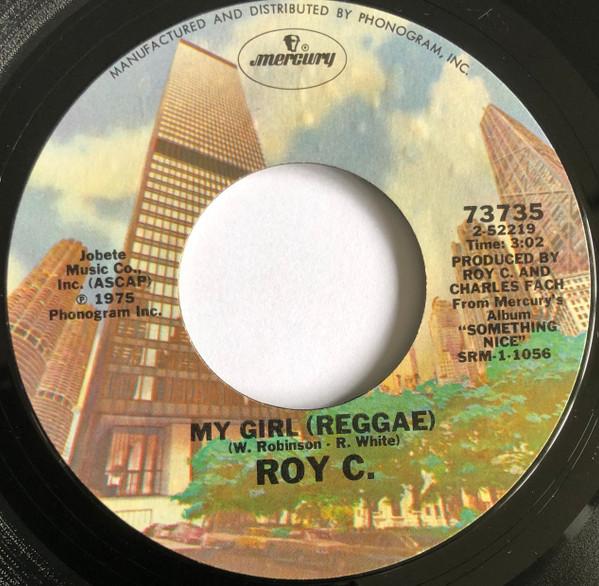 MANUFACTURED AND DISTRIBUTED BY PHONOGRAM, INC.
mercury
®
Jobete
Music Co.,
Inc. (ASCAP)
℗ 1975
Phonogram Inc.
73735
2-52219
Time: 3:02
PRODUCED BY
ROY C. AND
CHARLES FACH
From Mercury's
Album
"SOMETHING
NICE"
SRM-1-1056
MY GIRL (REGGAE)
(W. Robinson - R. White)
ROY C.